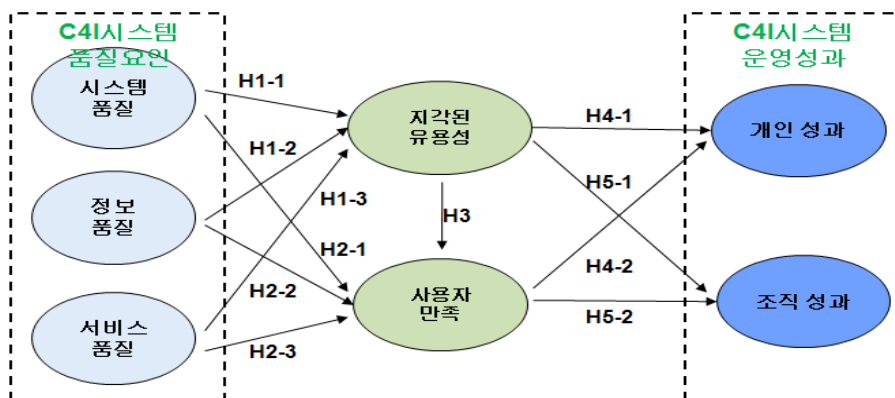 C4I시스템
품질요인
시스템
품질
정보
품질
서비스
품질
H1-1
H1-2
H1-3
H2-1
H2-2
H2-3
지각된
유용성
H3
사용자
만족
H4-1
H5-1
H4-2
H5-2
C4I시스템
운영성과
개인 성과
조직 성과